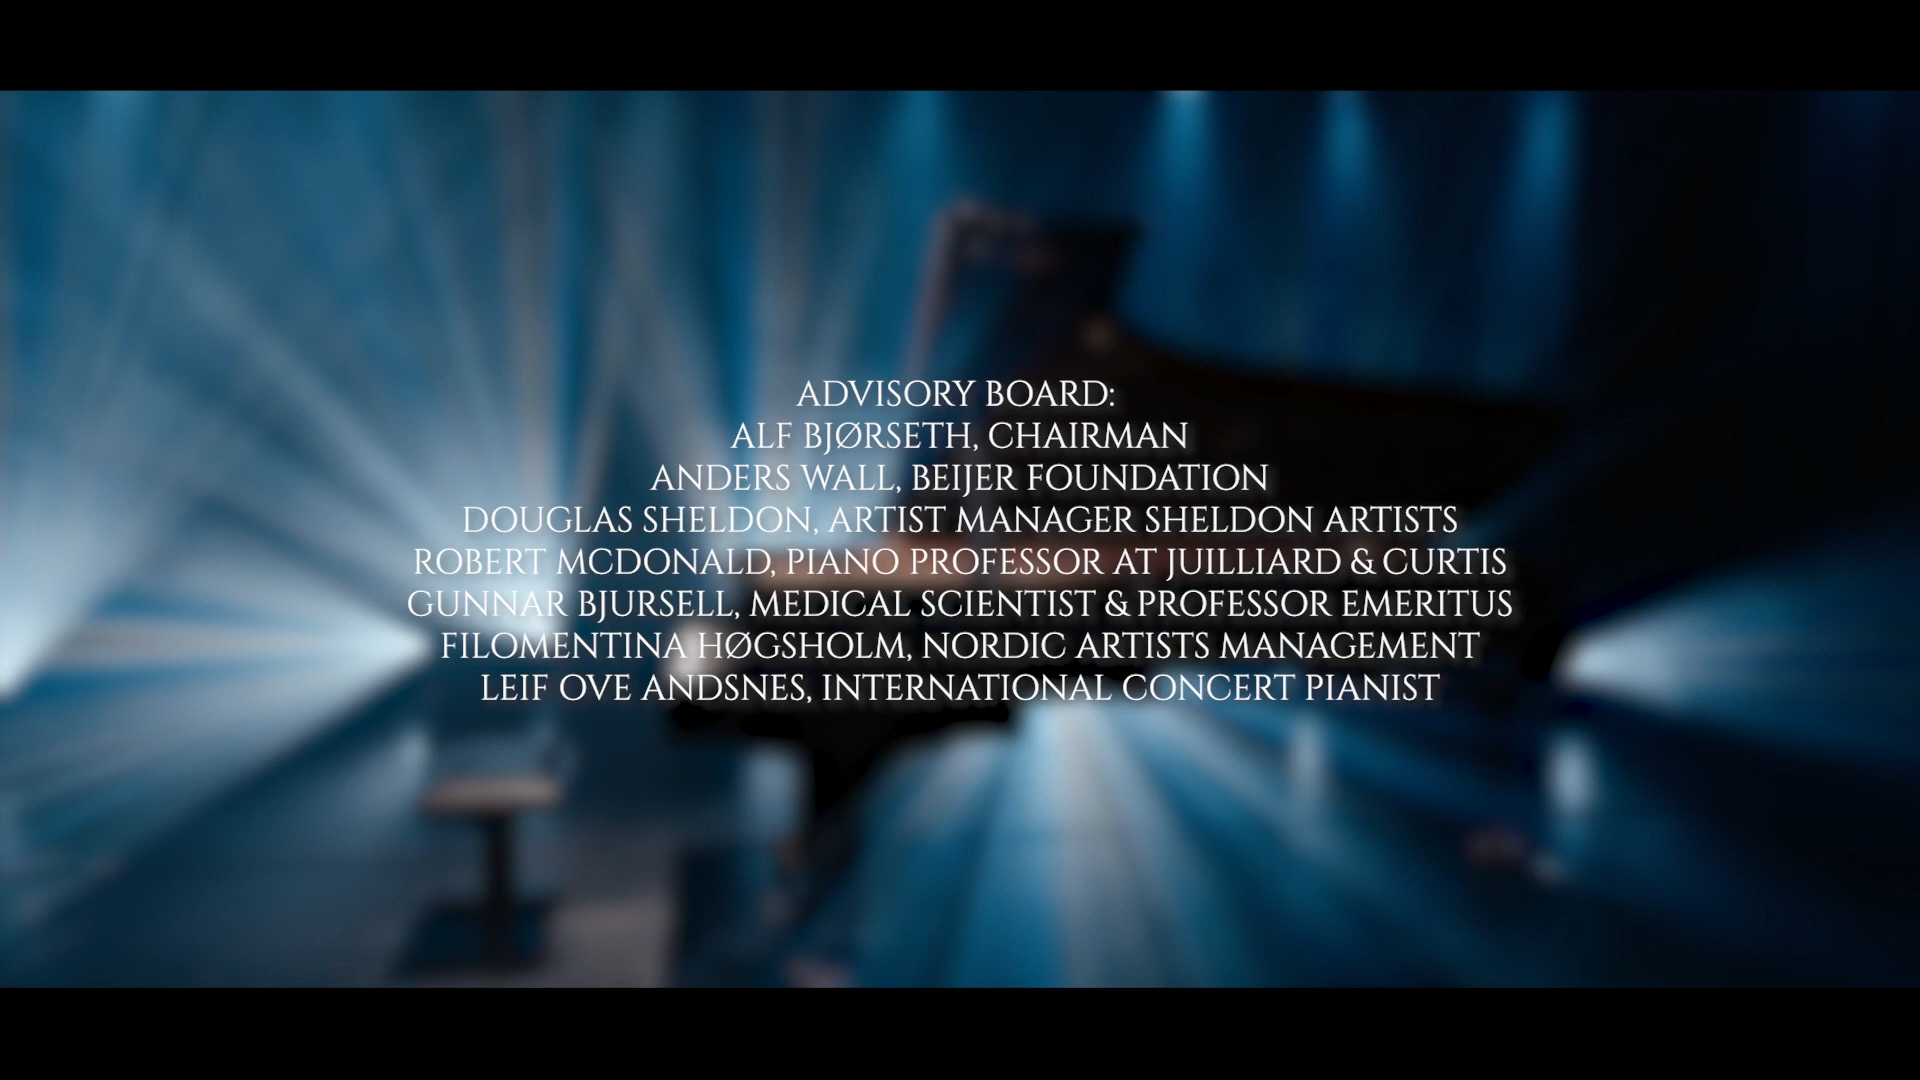 ADVISORY BOARD:
ALF BJØRSETH, CHAIRMAN
ANDERS WALL, BEIJER FOUNDATION
DOUGLAS SHELDON, ARTIST MANAGER SHELDON ARTISTS
ROBERT MCDONALD, PIANO PROFESSOR AT JUILLIARD & CURTIS
GUNNAR BJURSELL, MEDICAL SCIENTIST & PROFESSOR EMERITUS
FILOMENTINA HØGSHOLM, NORDIC ARTISTS MANAGEMENT
LEIF OVE ANDSNES, INTERNATIONAL CONCERT PIANIST